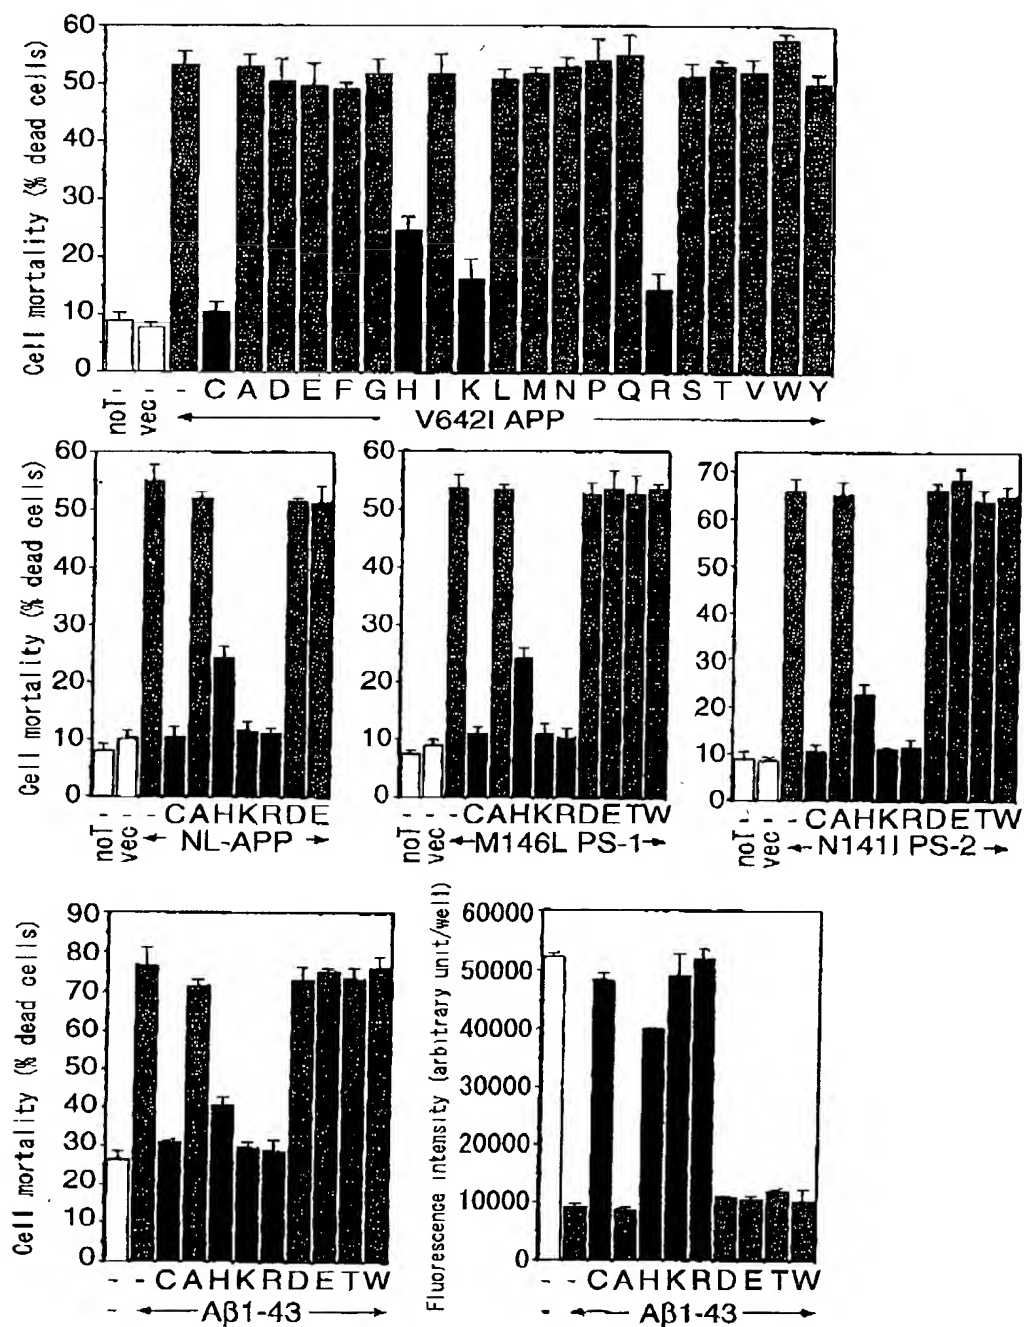 Cell mortality (% dead cells)
60
50
40
30
20
10
0
- - - C A D E F G H I K L M N P Q R S T V W Y
noT vec V642I APP
Cell mortality (% dead cells)
60
50
40
30
20
10
0
- - - C A H K R D E
noT vec NL-APP
60
50
40
30
20
10
0
- - - C A H K R D E T W
noT vec M146L PS-1
70
60
50
40
30
20
10
0
- - - C A H K R D E T W
noT vec N141I PS-2
Cell mortality (% dead cells)
90
80
70
60
50
40
30
20
10
0
- - C A H K R D E T W
- Aβ1-43
Fluorescence intensity (arbitrary unit/well)
60000
50000
40000
30000
20000
10000
0
- - C A H K R D E T W
- Aβ1-43